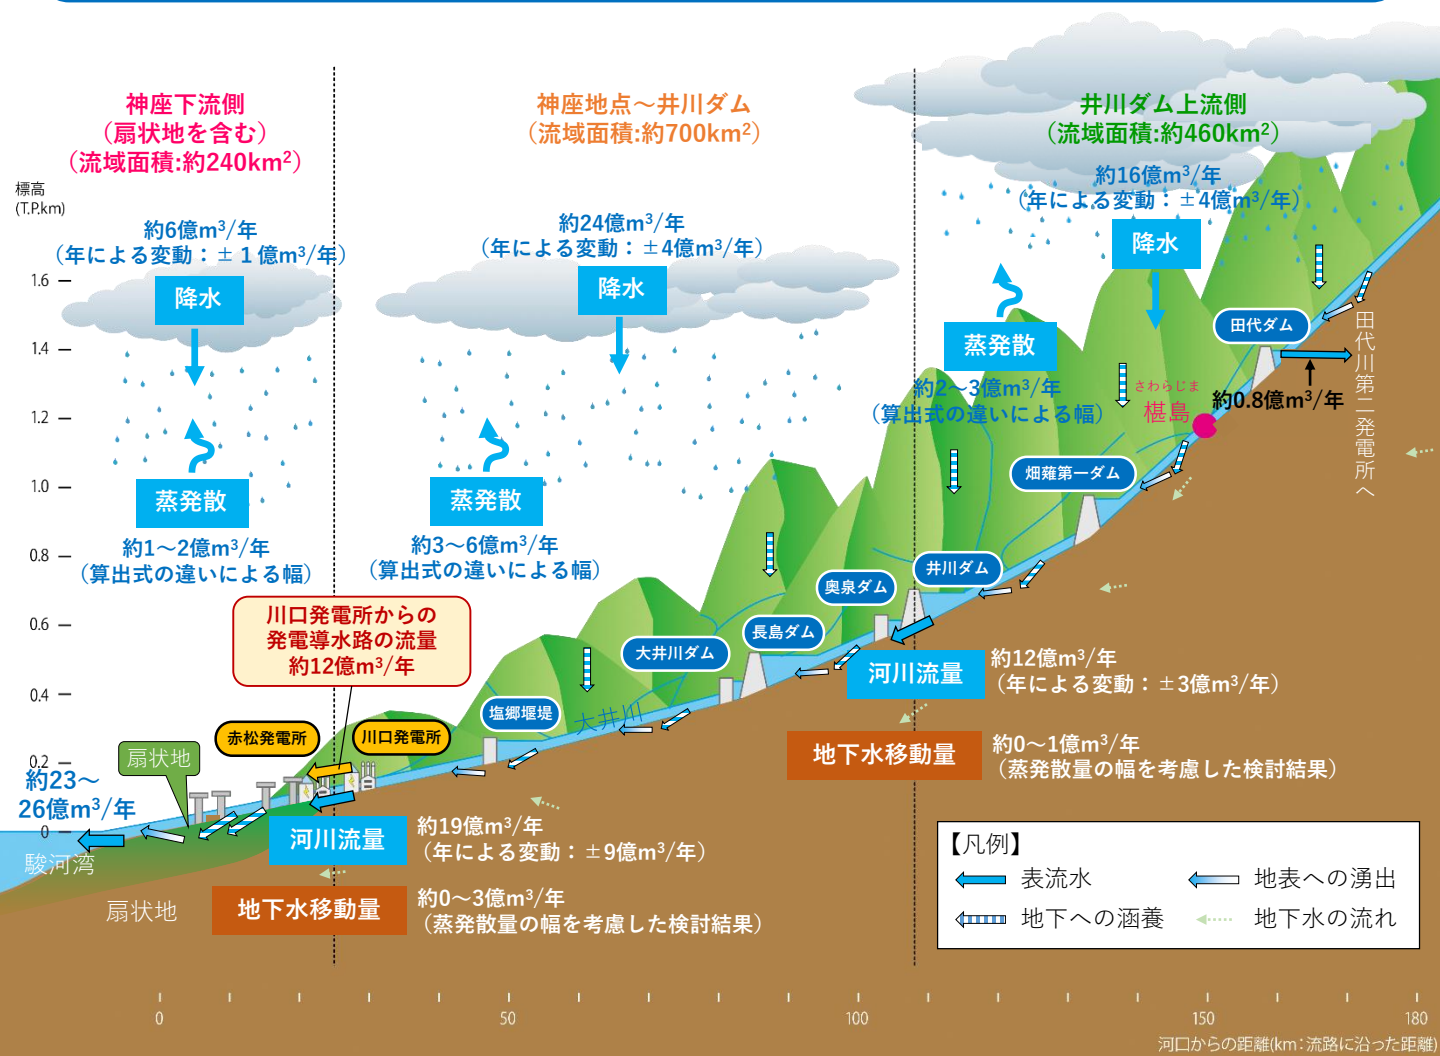 神座下流側
（扇状地を含む）
（流域面積:約240km²）
神座地点～井川ダム
（流域面積:約700km²）
井川ダム上流側
（流域面積:約460km²）
標高
(T.P.km)
約6億m³/年
（年による変動：±１億m³/年）
降水
約24億m³/年
（年による変動：±4億m³/年）
降水
約16億m³/年
（年による変動：±4億m³/年）
降水
1.6
1.4
1.2
1.0
0.8
0.6
0.4
0.2
0
蒸発散
約1～2億m³/年
（算出式の違いによる幅）
蒸発散
約3～6億m³/年
（算出式の違いによる幅）
蒸発散
約2～3億m³/年
（算出式の違いによる幅）
田代ダム
約0.8億m³/年
田代川第二発電所へ
さわらじま
椹島
畑薙第一ダム
井川ダム
奥泉ダム
長島ダム
大井川ダム
塩郷堰堤
大井川
川口発電所からの
発電導水路の流量
約12億m³/年
赤松発電所
川口発電所
扇状地
約23～
26億m³/年
駿河湾
扇状地
河川流量
約12億m³/年
（年による変動：±3億m³/年）
地下水移動量
約0～1億m³/年
（蒸発散量の幅を考慮した検討結果）
河川流量
約19億m³/年
（年による変動：±9億m³/年）
地下水移動量
約0～3億m³/年
（蒸発散量の幅を考慮した検討結果）
【凡例】
表流水
地表への湧出
地下への涵養
地下水の流れ
0
50
100
150
180
河口からの距離(km：流路に沿った距離)